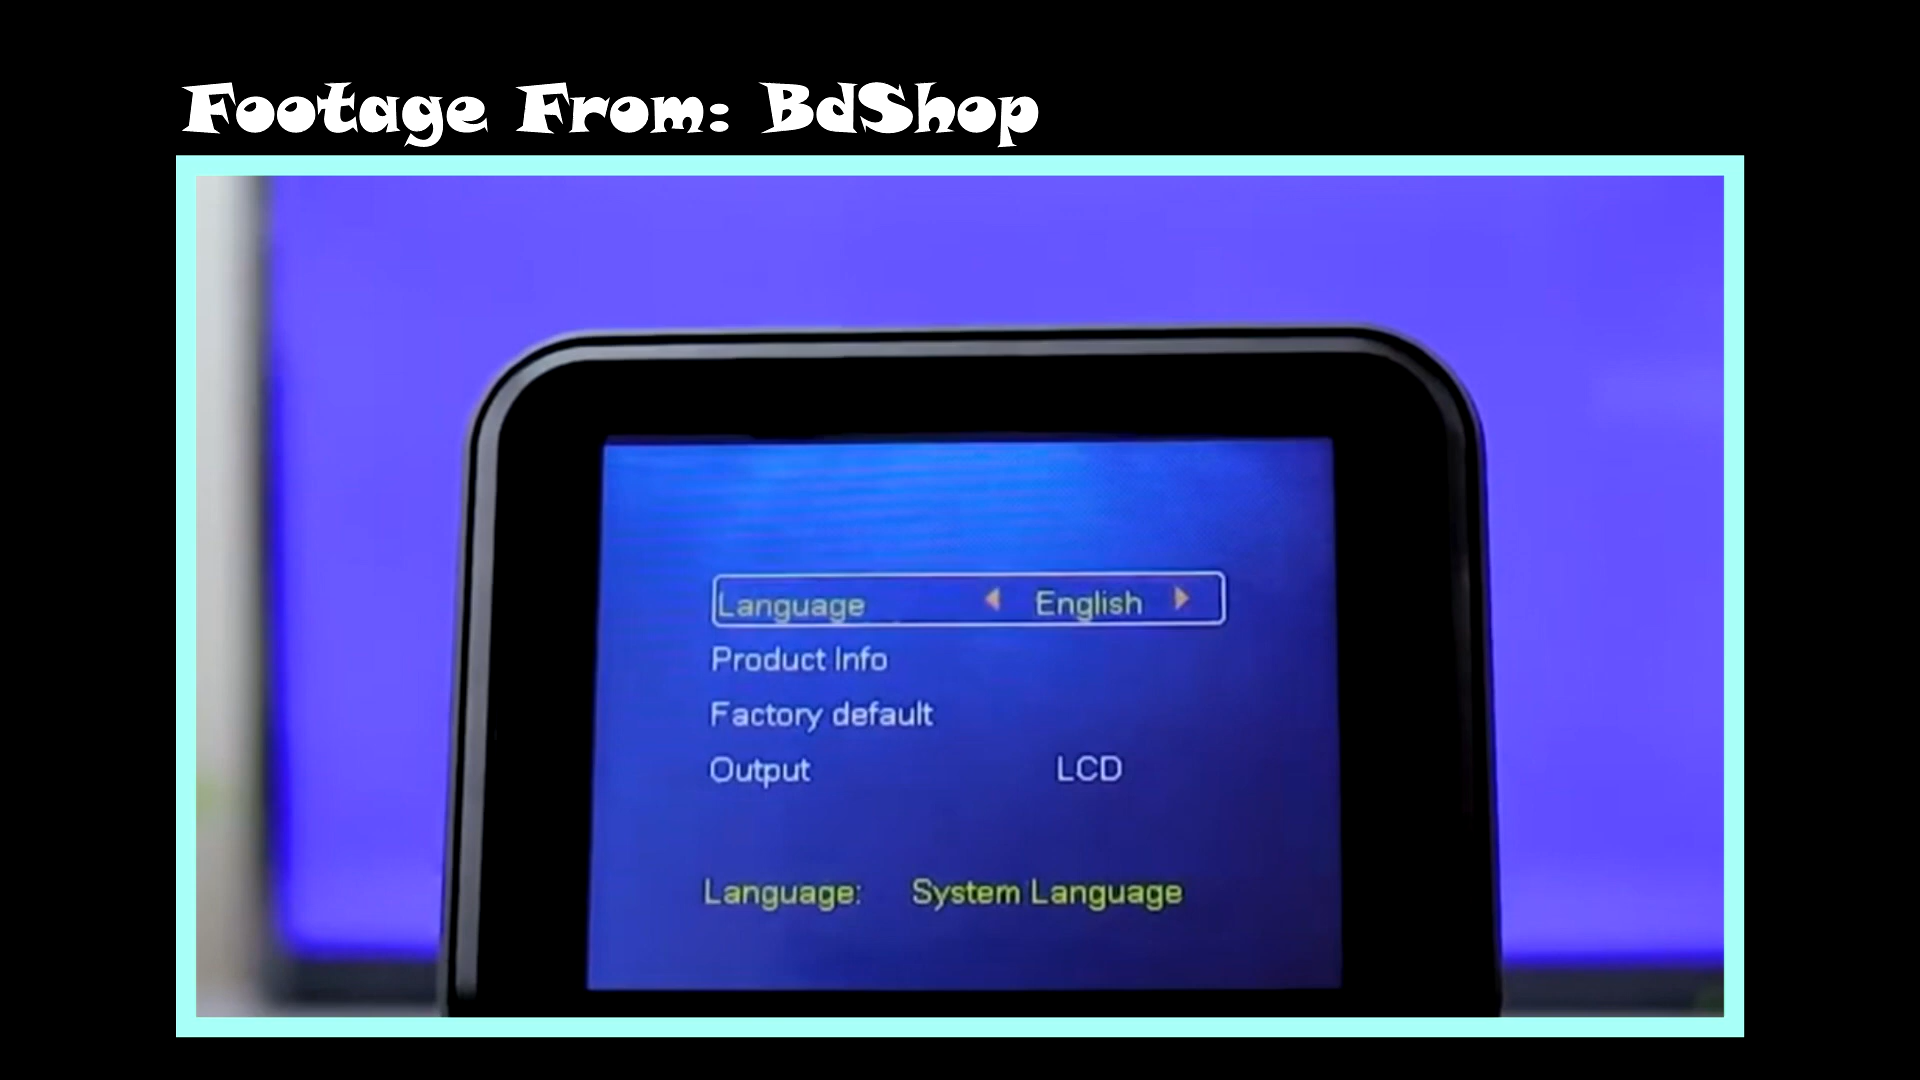 Footage From: BdShop
Language English
Product Info
Factory default
Output LCD
Language: System Language